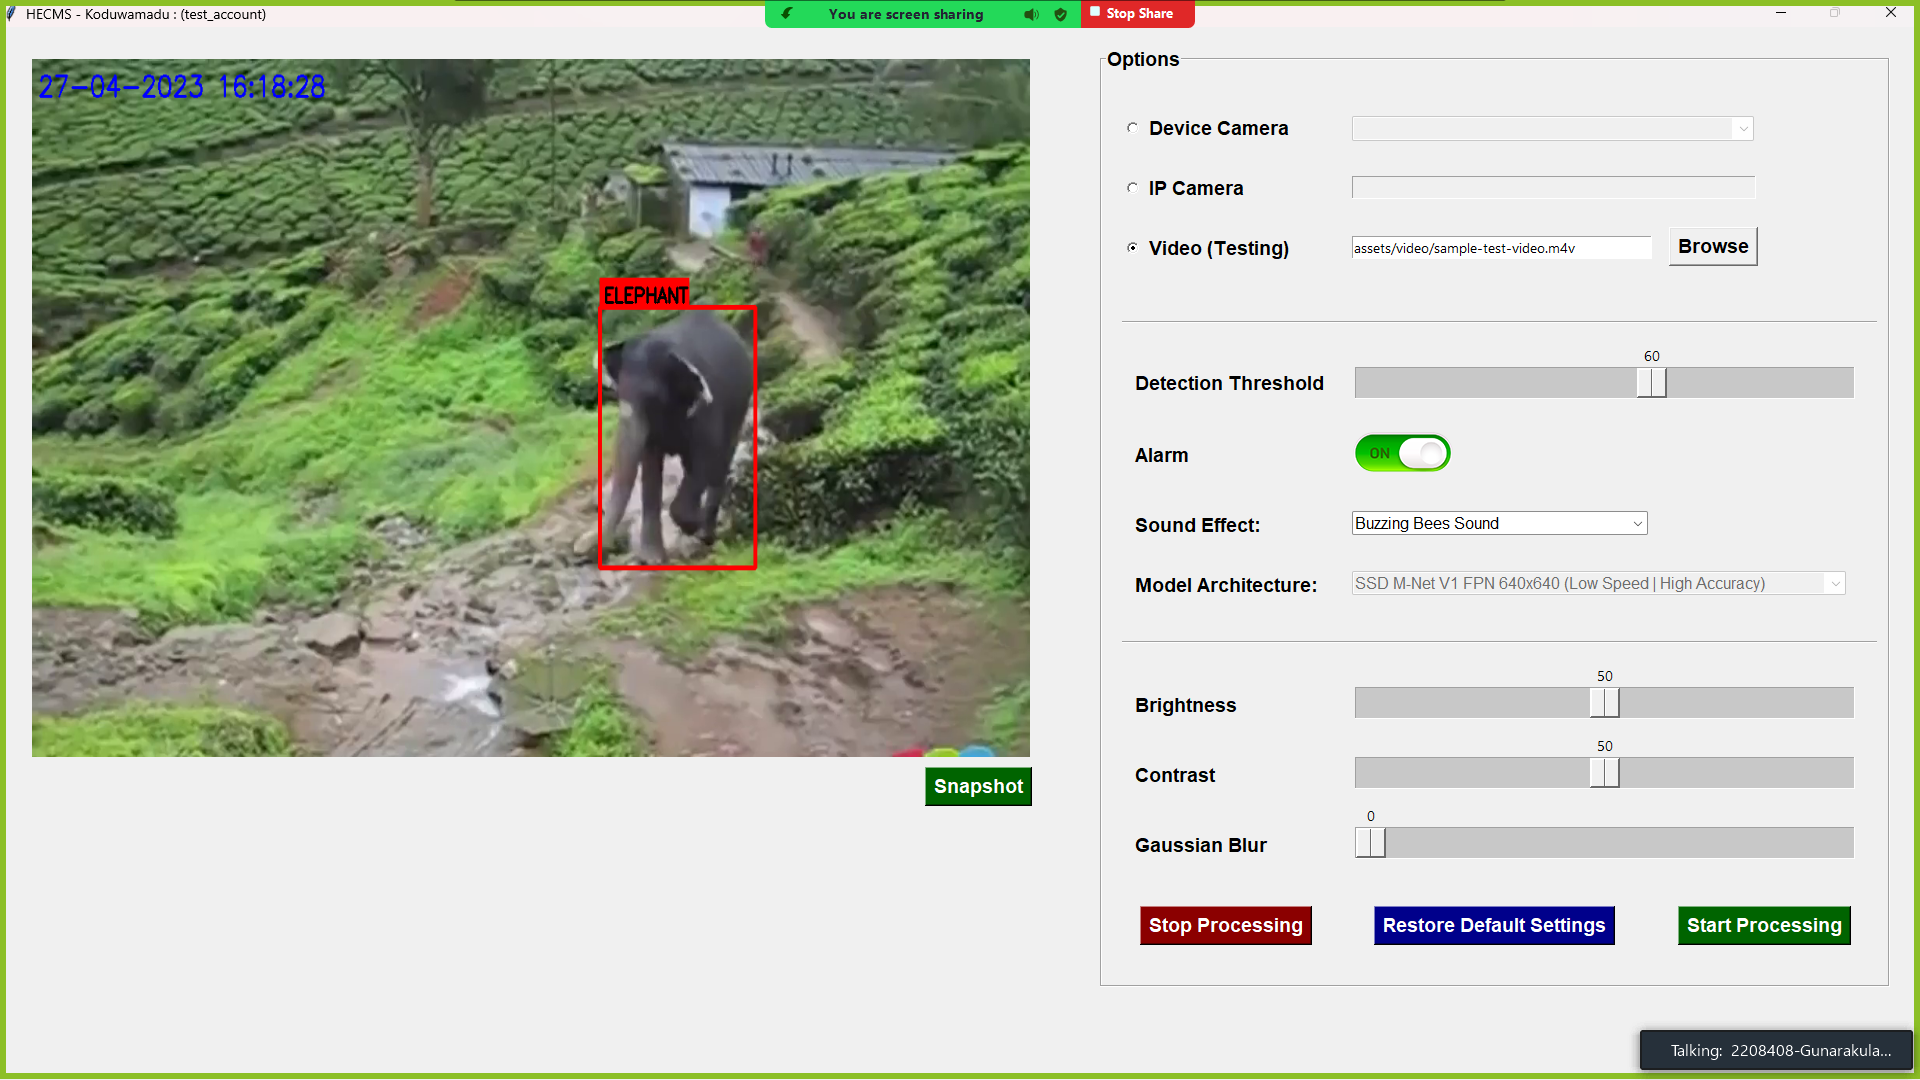 HECMS - Koduwamadu : (test_account)
You are screen sharing
Stop Share
27-04-2023 16:18:28
ELEPHANT
Snapshot
Options
Device Camera
IP Camera
Video (Testing)
assets/video/sample-test-video.m4v
Browse
60
Detection Threshold
Alarm
ON
Sound Effect:
Buzzing Bees Sound
Model Architecture:
SSD M-Net V1 FPN 640x640 (Low Speed | High Accuracy)
50
Brightness
50
Contrast
0
Gaussian Blur
Stop Processing
Restore Default Settings
Start Processing
Talking: 2208408-Gunarakula...